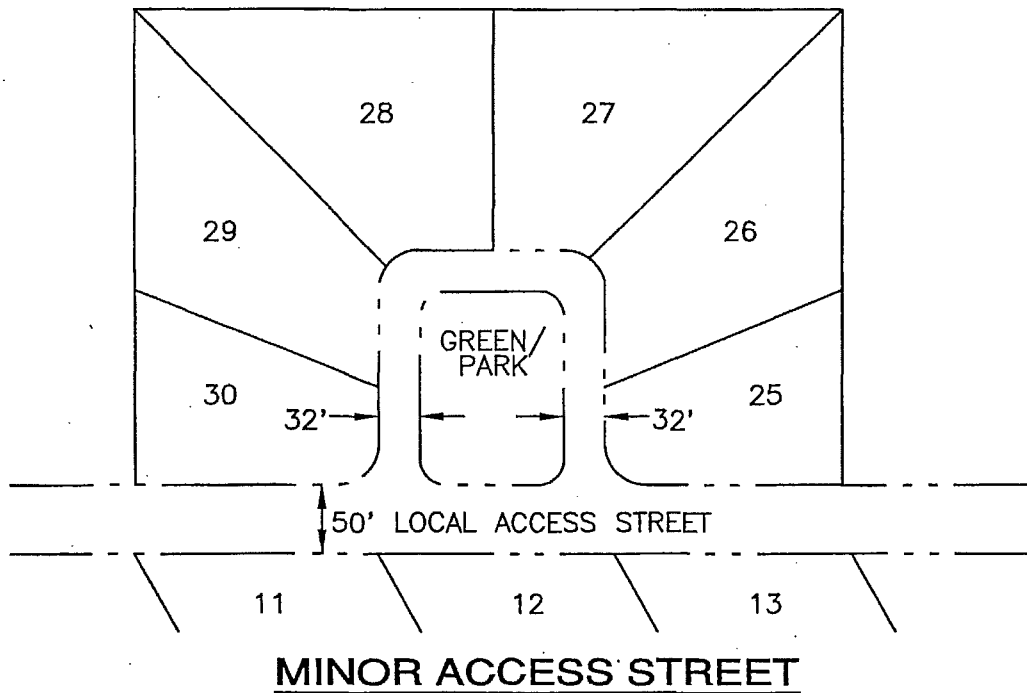 28
27
29
26
GREEN/
PARK
30
25
32'
32'
50' LOCAL ACCESS STREET
11
12
13
MINOR ACCESS STREET